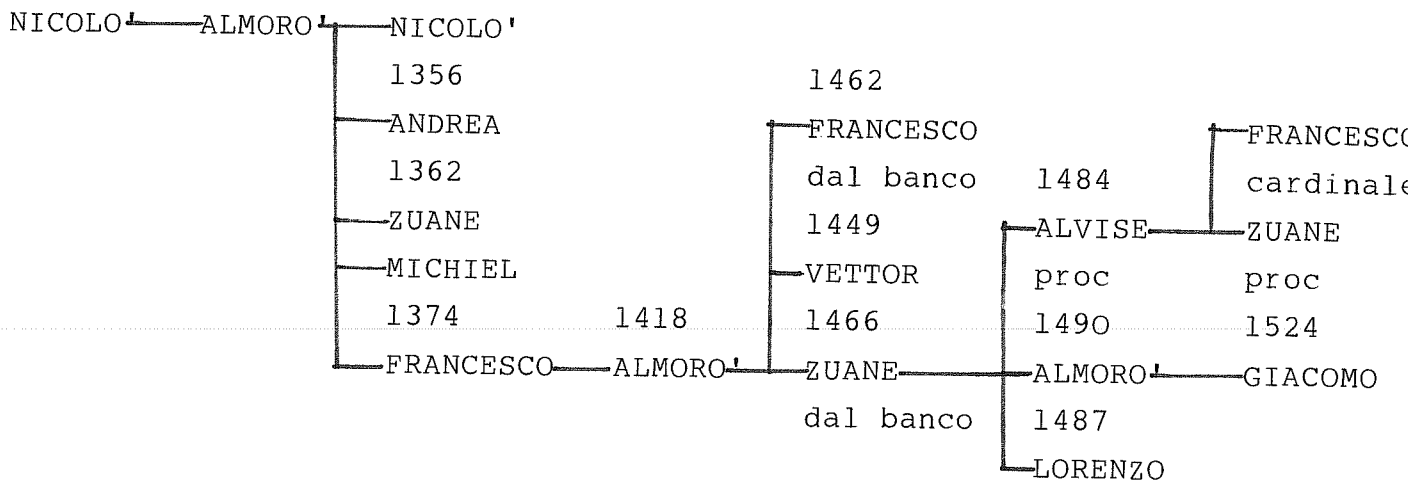 NICOLO' ALMORO' NICOLO'
1356 1462
ANDREA FRANCESCO FRANCESCO
1362 dal banco 1484 cardinale
ZUANE 1449 ALVISE ZUANE
MICHIEL VETTOR proc proc
1374 1418 1466 1490 1524
FRANCESCO ALMORO' ZUANE ALMORO' GIACOMO
dal banco 1487
LORENZO